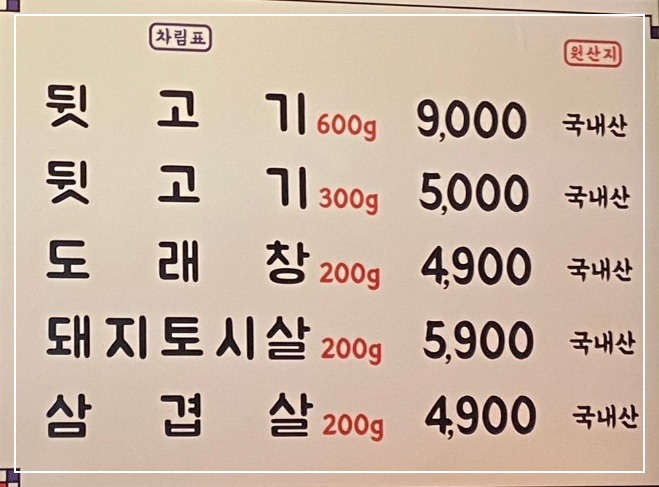 차림표 원산지
뒷 고 기 600g 9,000 국내산
뒷 고 기 300g 5,000 국내산
도 래 창 200g 4,900 국내산
돼지토시살 200g 5,900 국내산
삼 겹 살 200g 4,900 국내산